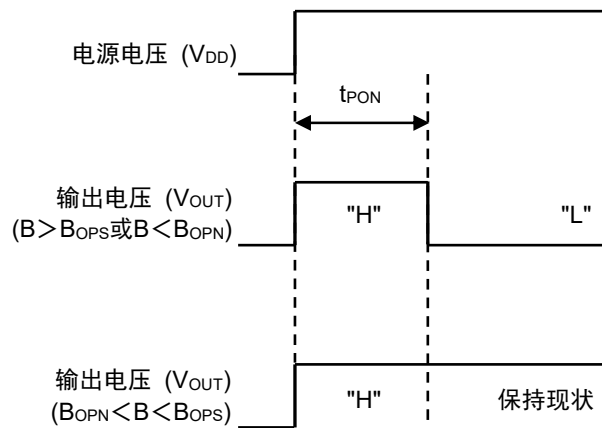 电源电压 (VDD)
tPON
输出电压 (VOUT)
(B＞BOPS或B＜BOPN)
"H"
"L"
输出电压 (VOUT)
(BOPN＜B＜BOPS)
"H"
保持现状